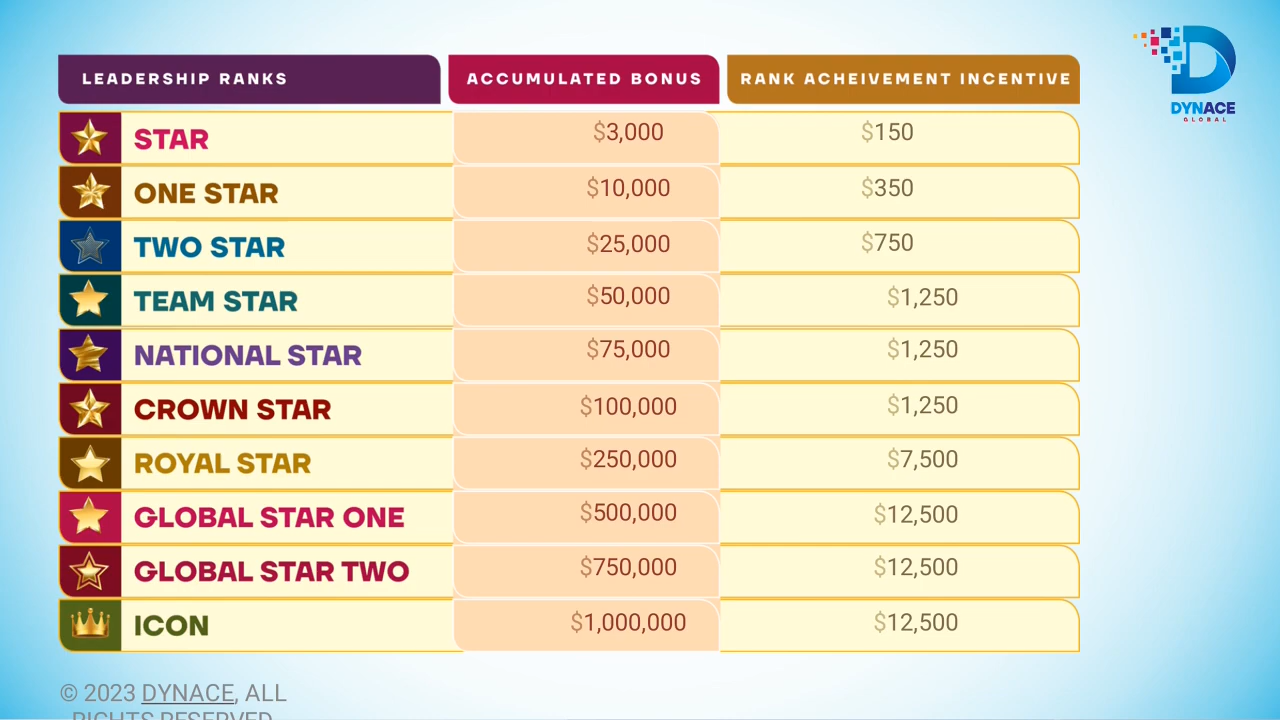 LEADERSHIP RANKS ACCUMULATED BONUS RANK ACHEIVEMENT INCENTIVE
DYNACE
GLOBAL
STAR $3,000 $150
ONE STAR $10,000 $350
TWO STAR $25,000 $750
TEAM STAR $50,000 $1,250
NATIONAL STAR $75,000 $1,250
CROWN STAR $100,000 $1,250
ROYAL STAR $250,000 $7,500
GLOBAL STAR ONE $500,000 $12,500
GLOBAL STAR TWO $750,000 $12,500
ICON $1,000,000 $12,500
© 2023 DYNACE, ALL
RIGHTS RESERVED